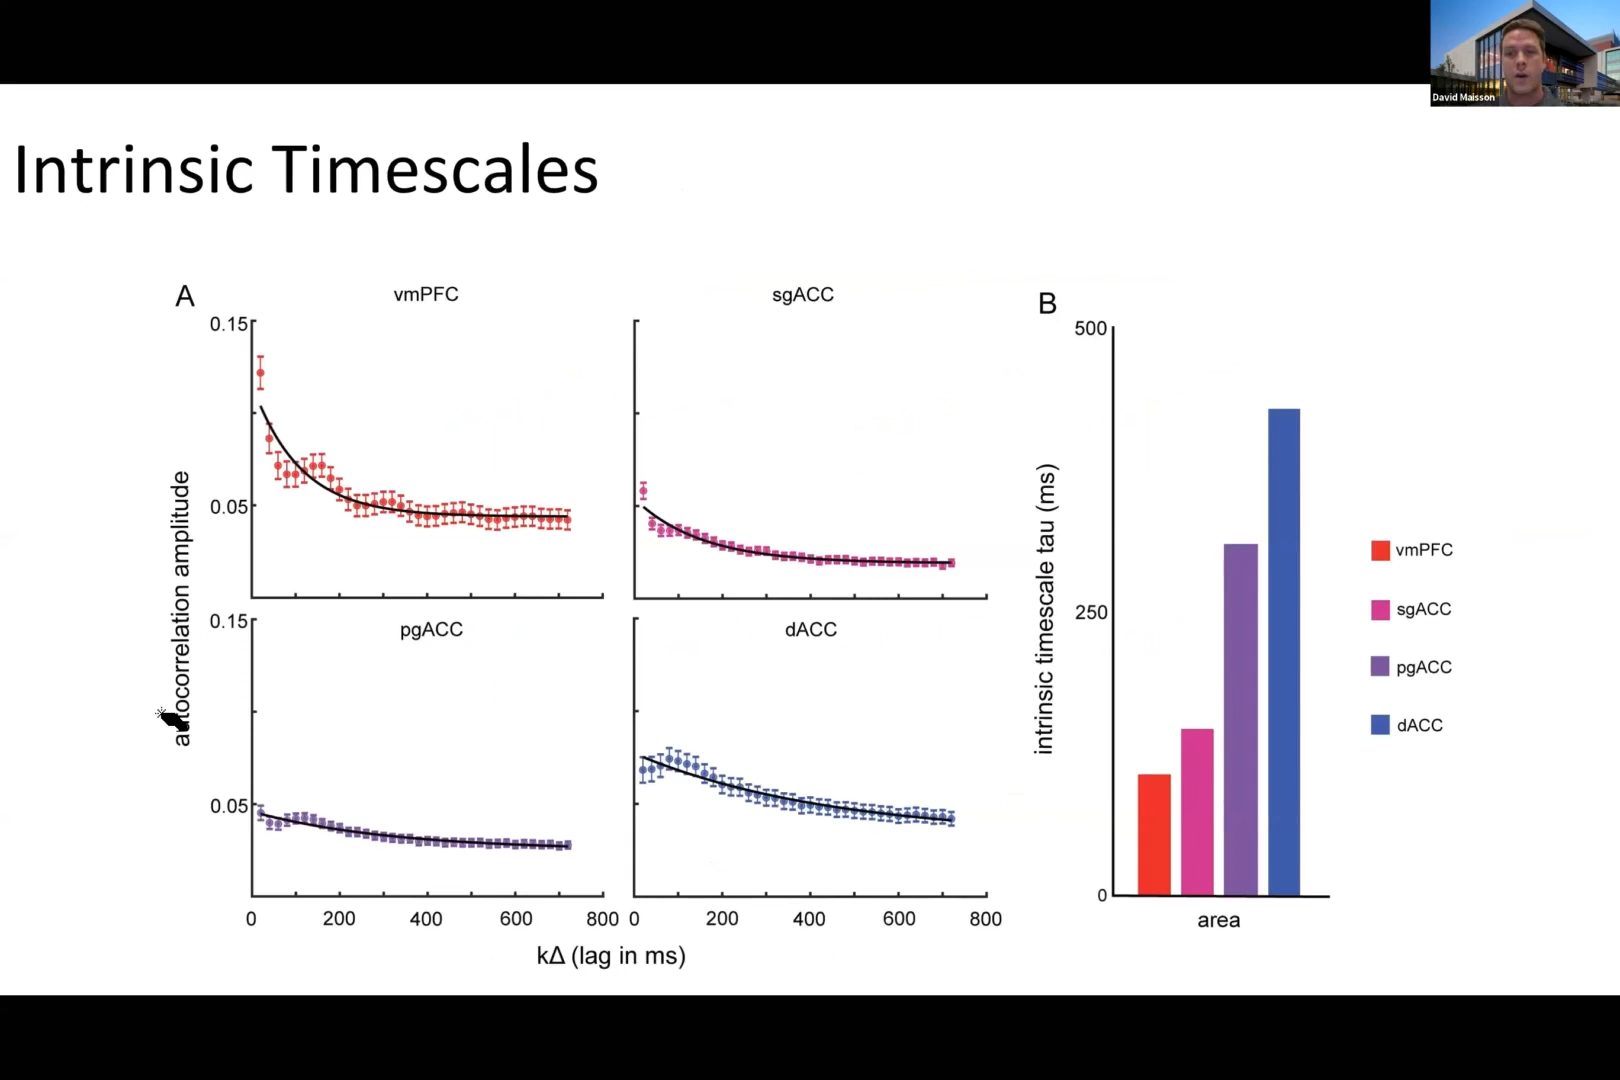 David Maisson
Intrinsic Timescales
A
vmPFC
sgACC
0.15
0.05
pgACC
dACC
0.15
0.05
autocorrelation amplitude
0 200 400 600 800
0 200 400 600 800
kΔ (lag in ms)
B
500
250
0
intrinsic timescale tau (ms)
area
vmPFC
sgACC
pgACC
dACC